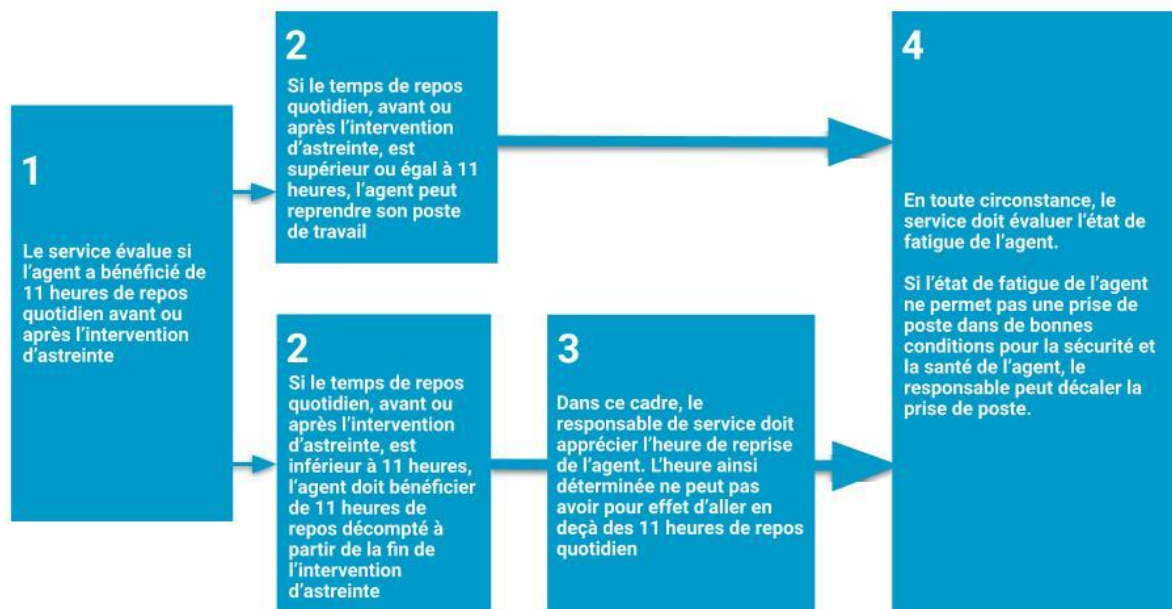 1
Le service évalue si
l'agent a bénéficié de
11 heures de repos
quotidien avant ou
après l'intervention
d'astreinte
2
Si le temps de repos
quotidien, avant ou
après l'intervention
d'astreinte, est
supérieur ou égal à 11
heures, l'agent peut
reprendre son poste
de travail
2
Si le temps de repos
quotidien, avant ou
après l'intervention
d'astreinte, est
inférieur à 11 heures,
l'agent doit bénéficier
de 11 heures de
repos décompté à
partir de la fin de
l'intervention
d'astreinte
3
Dans ce cadre, le
responsable de service doit
apprécier l'heure de reprise
de l'agent. L'heure ainsi
déterminée ne peut pas
avoir pour effet d'aller en
deçà des 11 heures de repos
quotidien
4
En toute circonstance, le
service doit évaluer l'état de
fatigue de l'agent.
Si l'état de fatigue de l'agent
ne permet pas une prise de
poste dans de bonnes
conditions pour la sécurité et
la santé de l'agent, le
responsable peut décaler la
prise de poste.